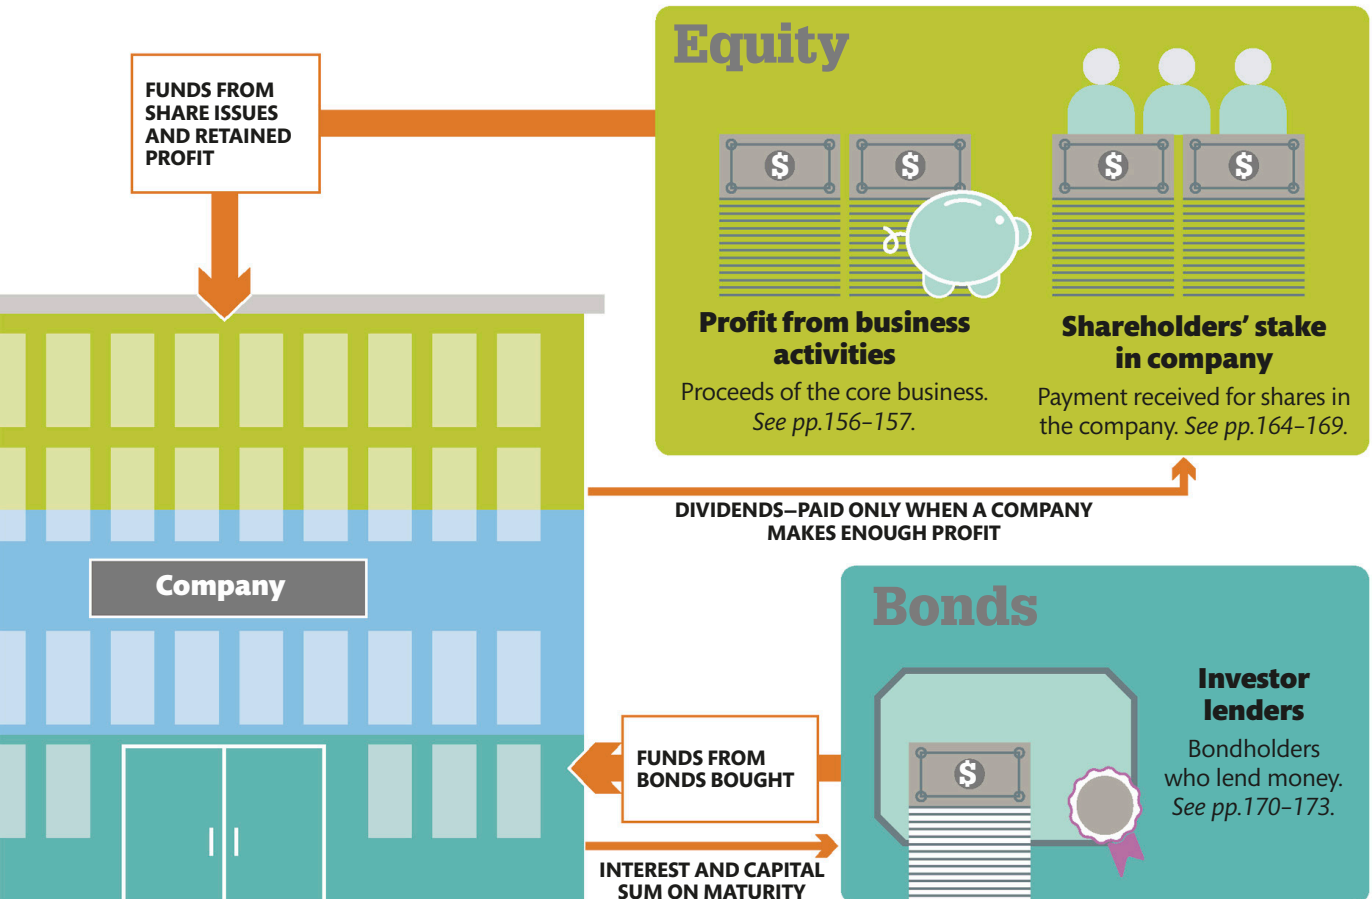 Equity
FUNDS FROM
SHARE ISSUES
AND RETAINED
PROFIT
$ $ $ $
Profit from business
activities
Proceeds of the core business.
See pp.156–157.
Shareholders’ stake
in company
Payment received for shares in
the company. See pp.164–169.
DIVIDENDS—PAID ONLY WHEN A COMPANY
MAKES ENOUGH PROFIT
Company
Bonds
Investor
lenders
Bondholders
who lend money.
See pp.170–173.
$
FUNDS FROM
BONDS BOUGHT
INTEREST AND CAPITAL
SUM ON MATURITY